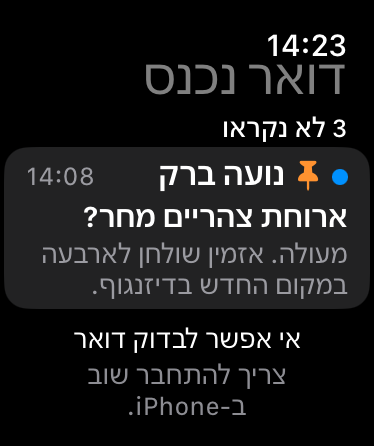 14:23
דואר נכנס
3 לא נקראו
נועה ברק 14:08
ארוחת צהריים מחר?
מעולה. אזמין שולחן לארבעה
במקום החדש בדיזנגוף.
אי אפשר לבדוק דואר
צריך להתחבר שוב
ב-iPhone.